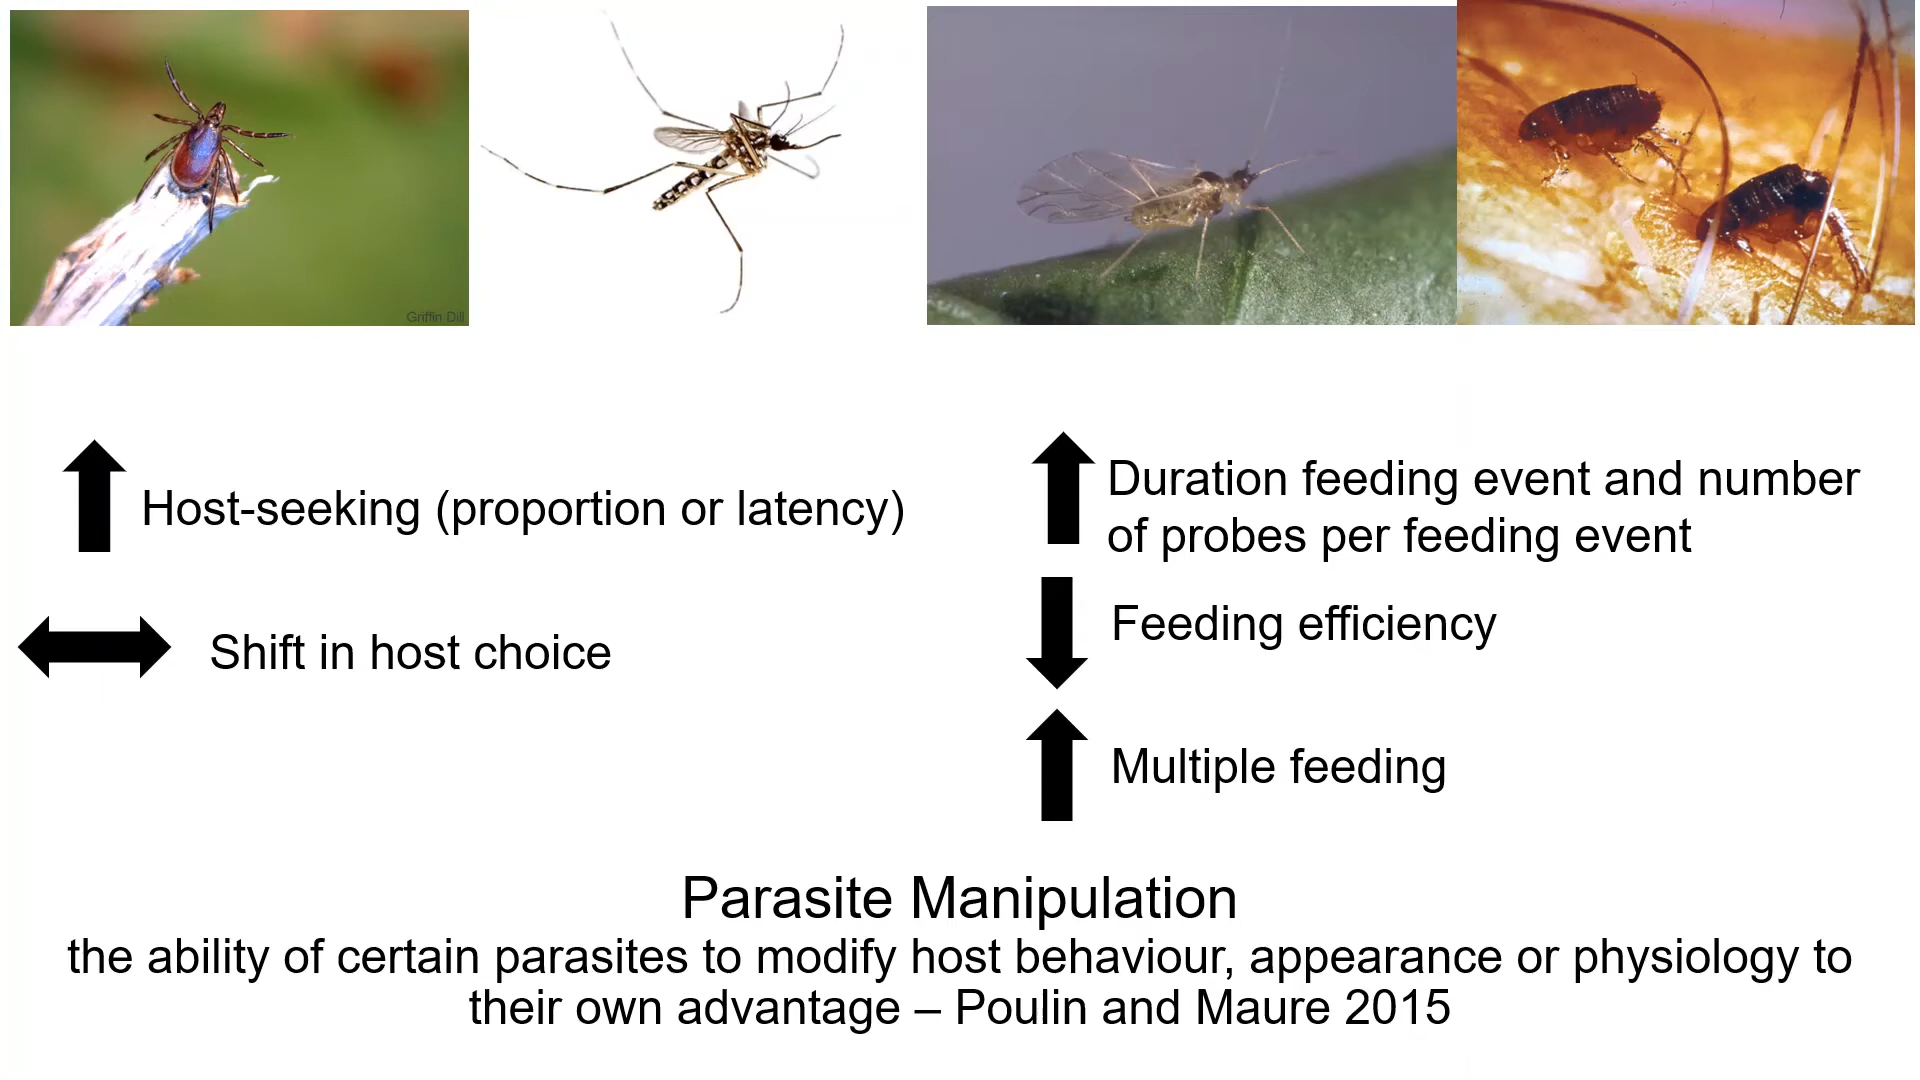 Griffin Dill
Host-seeking (proportion or latency)
Shift in host choice
Duration feeding event and number
of probes per feeding event
Feeding efficiency
Multiple feeding
Parasite Manipulation
the ability of certain parasites to modify host behaviour, appearance or physiology to
their own advantage – Poulin and Maure 2015